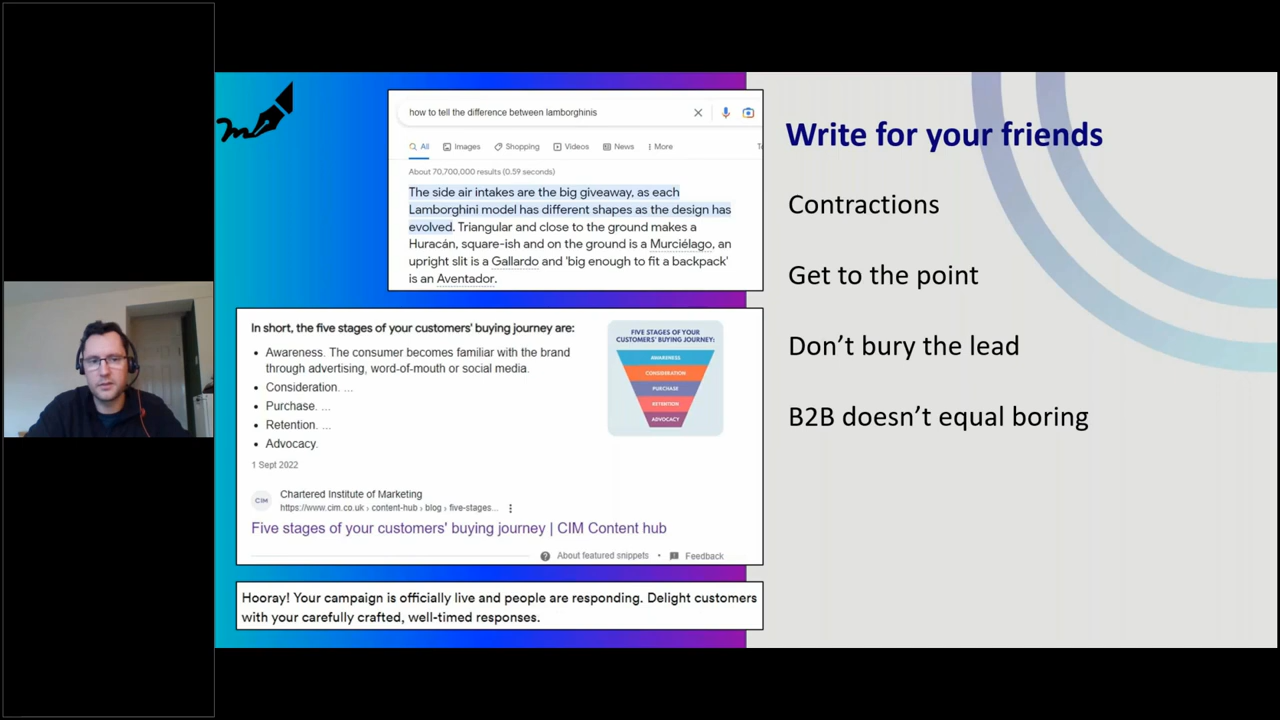 how to tell the difference between lamborghinis
All Images Shopping Videos News More
About 70,700,000 results (0.59 seconds)
The side air intakes are the big giveaway, as each
Lamborghini model has different shapes as the design has
evolved. Triangular and close to the ground makes a
Huracán, square-ish and on the ground is a Murciélago, an
upright slit is a Gallardo and 'big enough to fit a backpack'
is an Aventador.
In short, the five stages of your customers' buying journey are:
• Awareness. The consumer becomes familiar with the brand
through advertising, word-of-mouth or social media.
• Consideration. ...
• Purchase. ...
• Retention. ...
• Advocacy.
1 Sept 2022
FIVE STAGES OF YOUR
CUSTOMERS' BUYING JOURNEY:
AWARENESS
CONSIDERATION
PURCHASE
RETENTION
ADVOCACY
CIM
Chartered Institute of Marketing
https://www.cim.co.uk › content-hub › blog › five-stages...
Five stages of your customers' buying journey | CIM Content hub
About featured snippets • Feedback
Hooray! Your campaign is officially live and people are responding. Delight customers
with your carefully crafted, well-timed responses.
Write for your friends
Contractions
Get to the point
Don't bury the lead
B2B doesn't equal boring